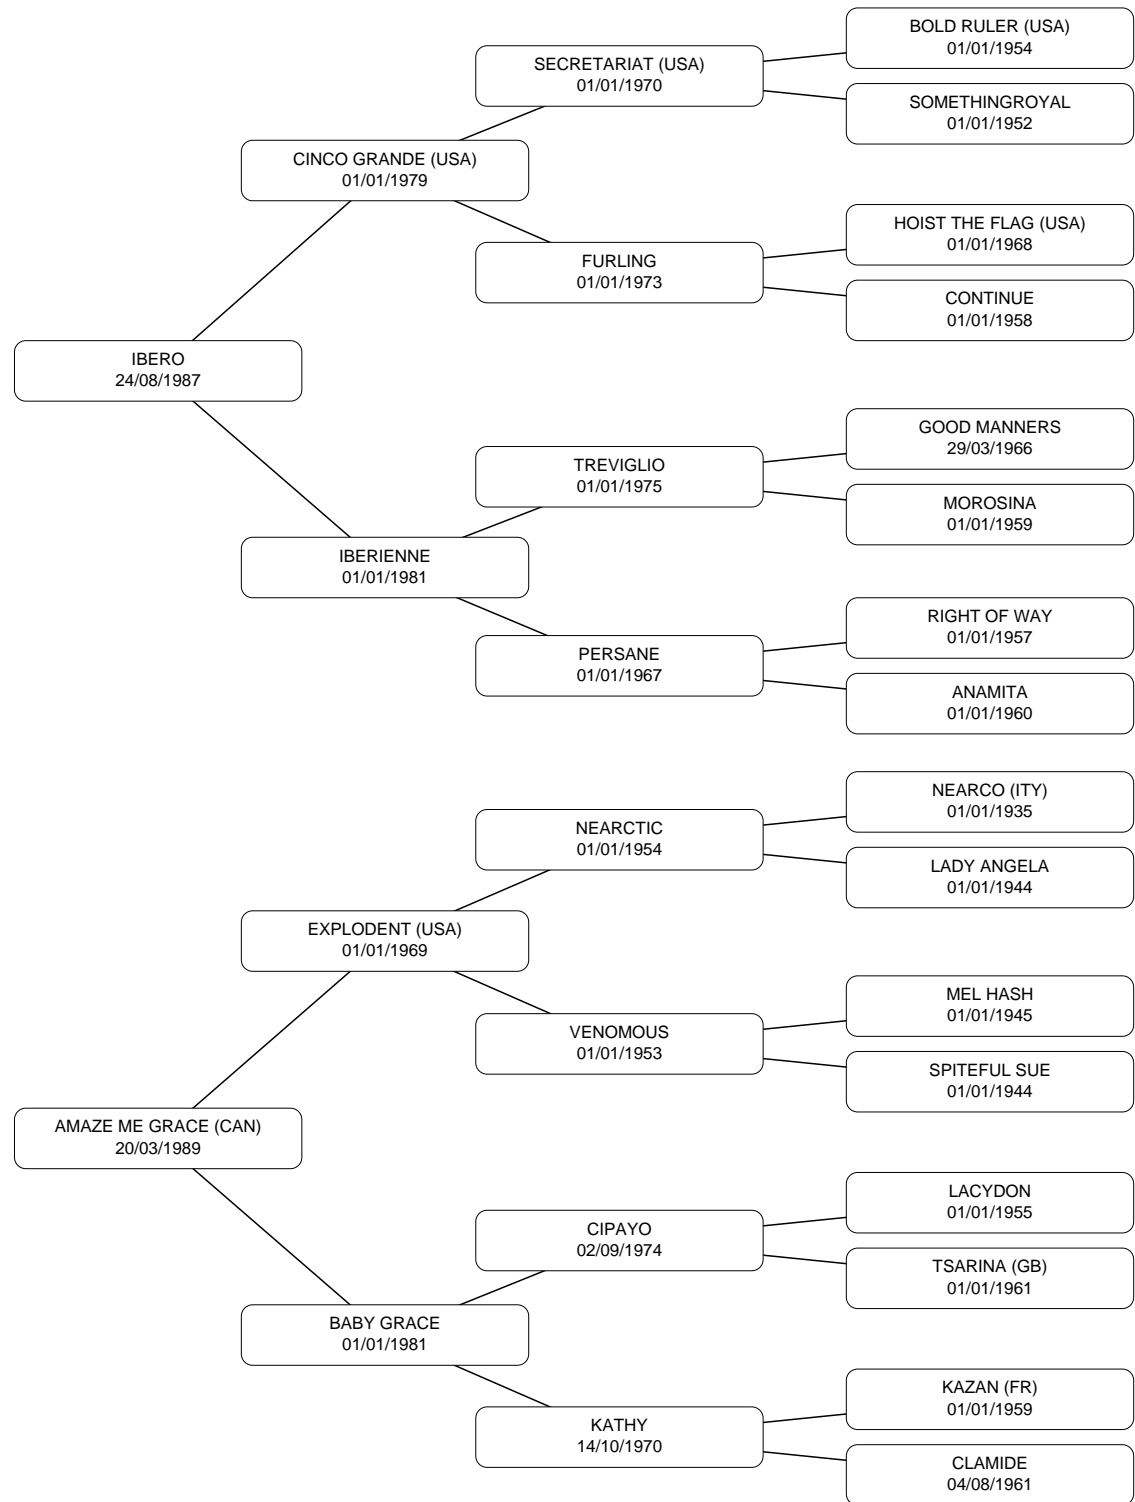 BOLD RULER (USA)
01/01/1954
SECRETARIAT (USA)
01/01/1970
SOMETHINGROYAL
01/01/1952
CINCO GRANDE (USA)
01/01/1979
HOIST THE FLAG (USA)
01/01/1968
FURLING
01/01/1973
CONTINUE
01/01/1958
IBERO
24/08/1987
GOOD MANNERS
29/03/1966
TREVIGLIO
01/01/1975
MOROSINA
01/01/1959
IBERIENNE
01/01/1981
RIGHT OF WAY
01/01/1957
PERSANE
01/01/1967
ANAMITA
01/01/1960
NEARCO (ITY)
01/01/1935
NEARCTIC
01/01/1954
LADY ANGELA
01/01/1944
EXPLODENT (USA)
01/01/1969
MEL HASH
01/01/1945
VENOMOUS
01/01/1953
SPITEFUL SUE
01/01/1944
AMAZE ME GRACE (CAN)
20/03/1989
LACYDON
01/01/1955
CIPAYO
02/09/1974
TSARINA (GB)
01/01/1961
BABY GRACE
01/01/1981
KAZAN (FR)
01/01/1959
KATHY
14/10/1970
CLAMIDE
04/08/1961